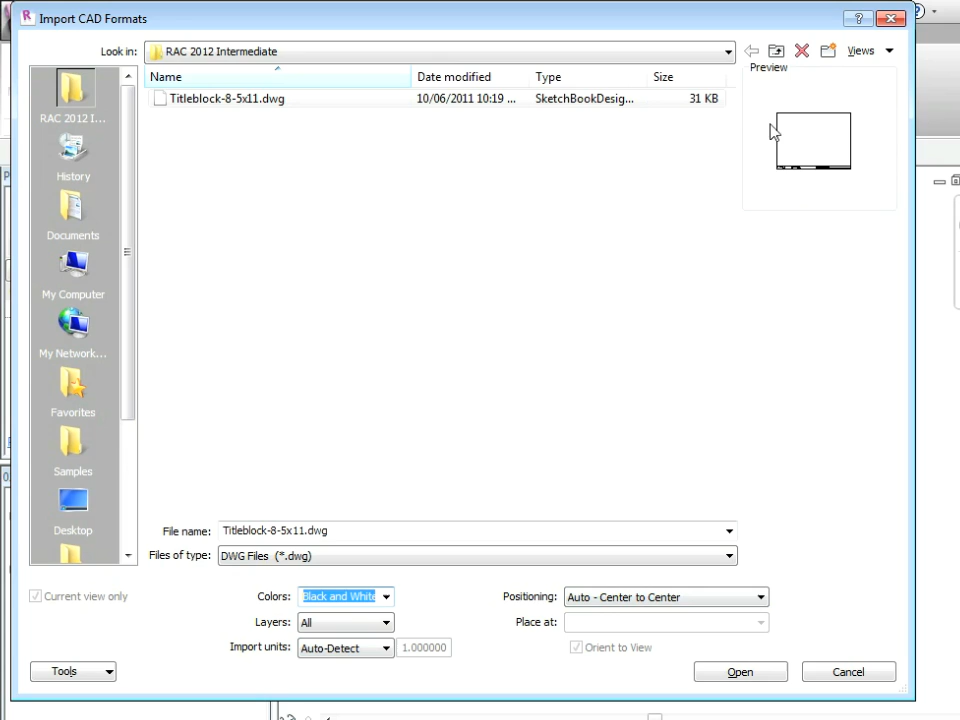 Import CAD Formats
Look in: RAC 2012 Intermediate
Views
Name Date modified Type Size
Preview
Titleblock-8-5x11.dwg 10/06/2011 10:19 ... SketchBookDesig... 31 KB
RAC 2012 I...
History
Documents
My Computer
My Network...
Favorites
Samples
Desktop
File name: Titleblock-8-5x11.dwg
Files of type: DWG Files (*.dwg)
Current view only
Colors: Black and White
Positioning: Auto - Center to Center
Layers: All
Place at:
Import units: Auto-Detect 1.000000
Orient to View
Tools
Open
Cancel